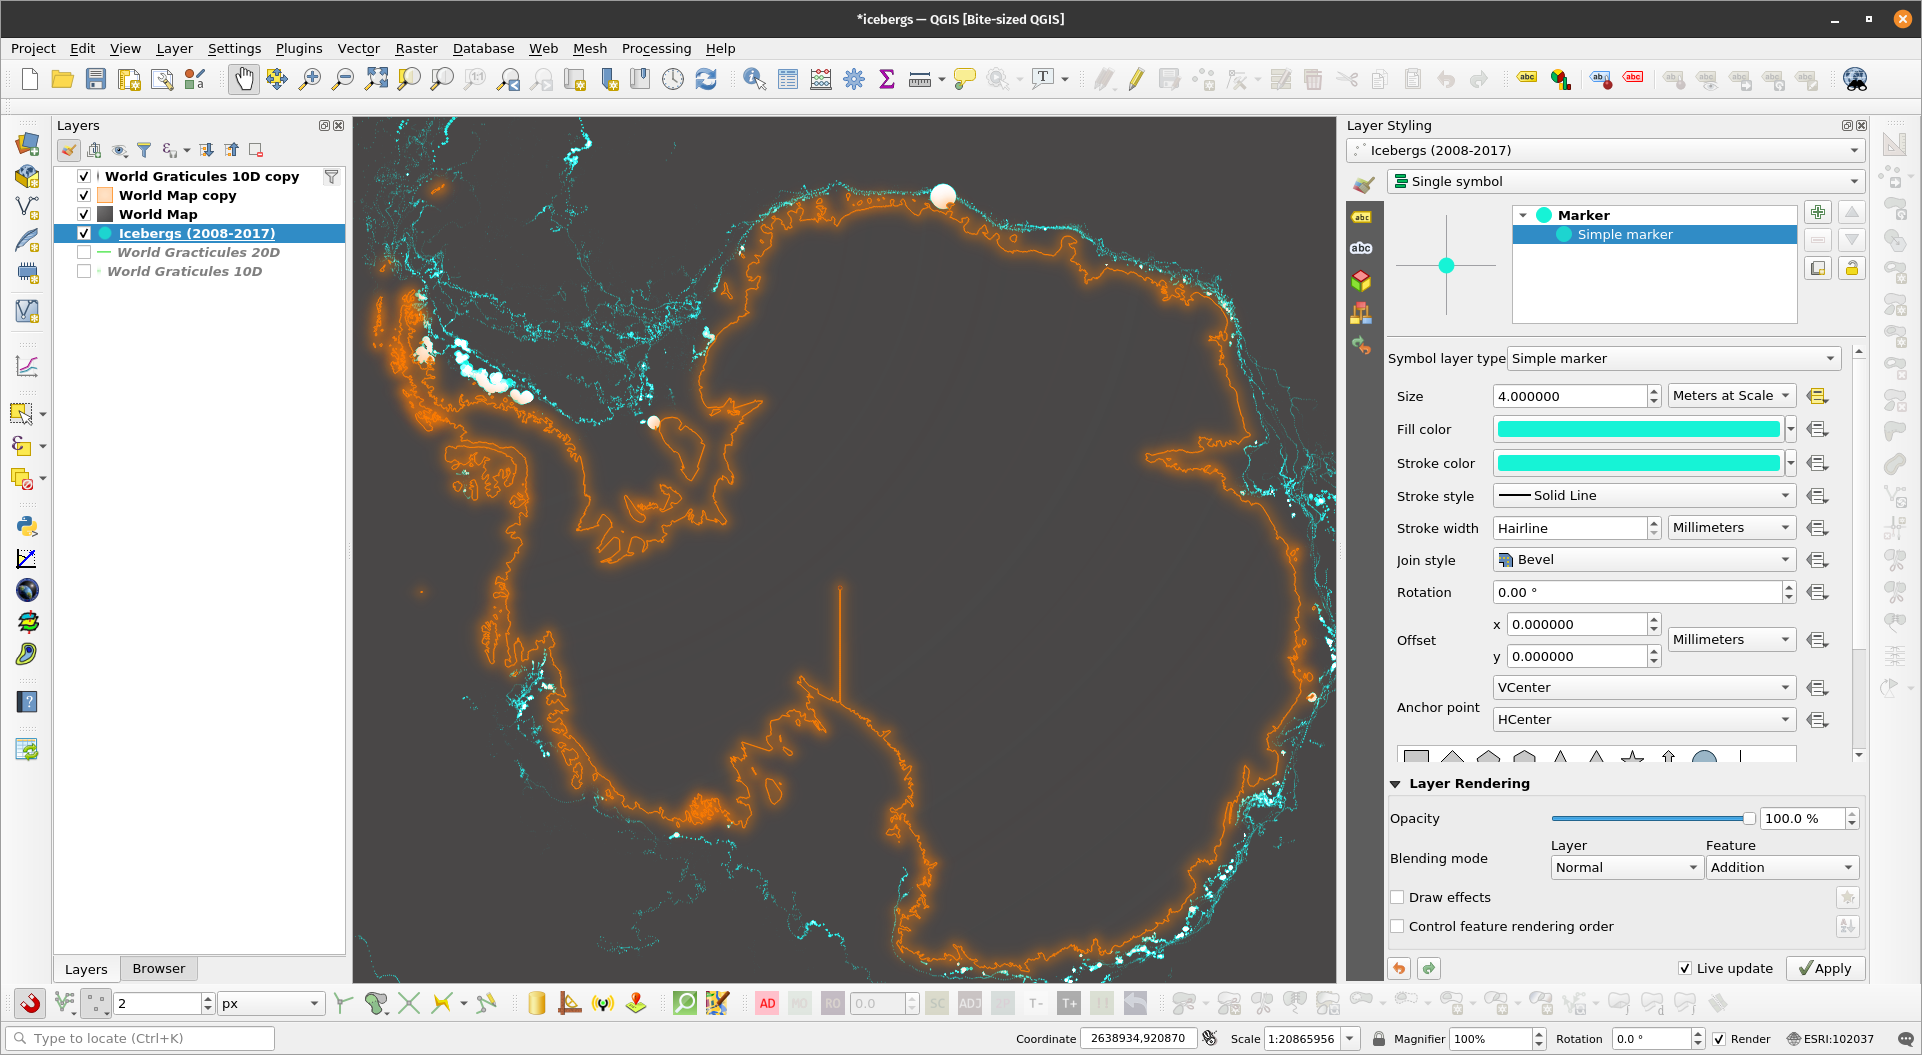 *icebergs — QGIS [Bite-sized QGIS]
Project Edit View Layer Settings Plugins Vector Raster Database Web Mesh Processing Help
Layers
World Graticules 10D copy
World Map copy
World Map
Icebergs (2008-2017)
World Gracticules 20D
World Graticules 10D
Layers Browser
Layer Styling
Icebergs (2008-2017)
Single symbol
Marker
Simple marker
Symbol layer type Simple marker
Size 4.000000 Meters at Scale
Fill color
Stroke color
Stroke style Solid Line
Stroke width Hairline Millimeters
Join style Bevel
Rotation 0.00 °
x 0.000000
Offset Millimeters
y 0.000000
VCenter
Anchor point
HCenter
Layer Rendering
Opacity 100.0 %
Layer Feature
Blending mode Normal Addition
Draw effects
Control feature rendering order
Live update Apply
2 px AD MO RO 0.0 SC ADJ T- T+
Type to locate (Ctrl+K) Coordinate 2638934,920870 Scale 1:20865956 Magnifier 100% Rotation 0.0 ° Render ESRI:102037